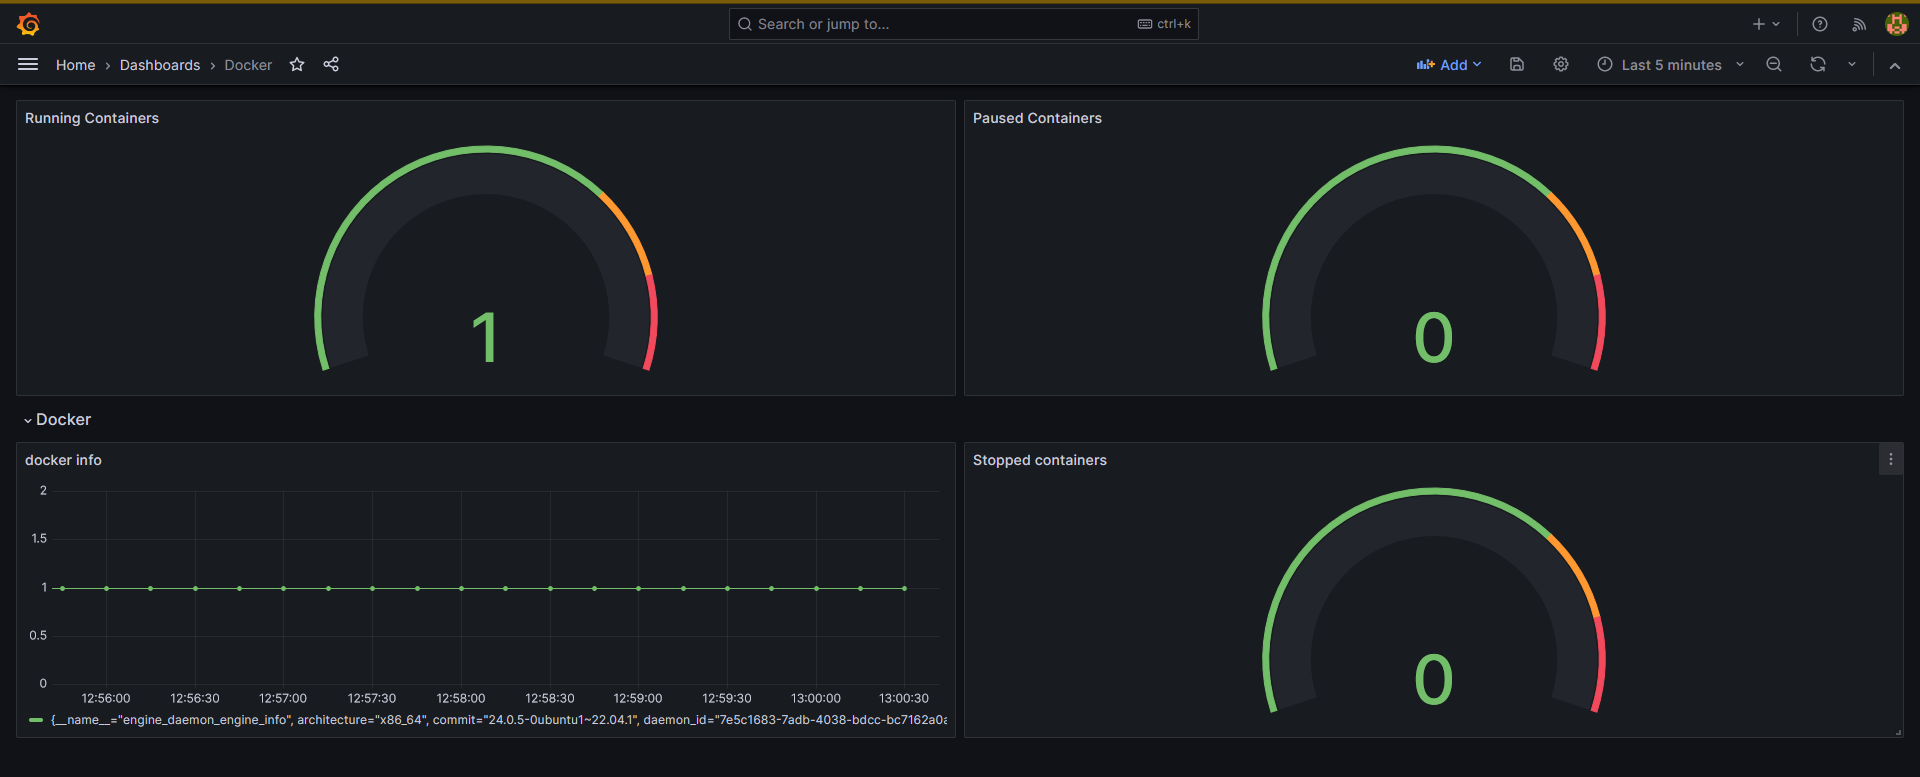 Search or jump to...
ctrl+k
Home › Dashboards › Docker
Add
Last 5 minutes
Running Containers
1
Paused Containers
0
Docker
docker info
2
1.5
1
0.5
0
12:56:00 12:56:30 12:57:00 12:57:30 12:58:00 12:58:30 12:59:00 12:59:30 13:00:00 13:00:30
{__name__="engine_daemon_engine_info", architecture="x86_64", commit="24.0.5-0ubuntu1~22.04.1", daemon_id="7e5c1683-7adb-4038-bdcc-bc7162a0a
Stopped containers
0